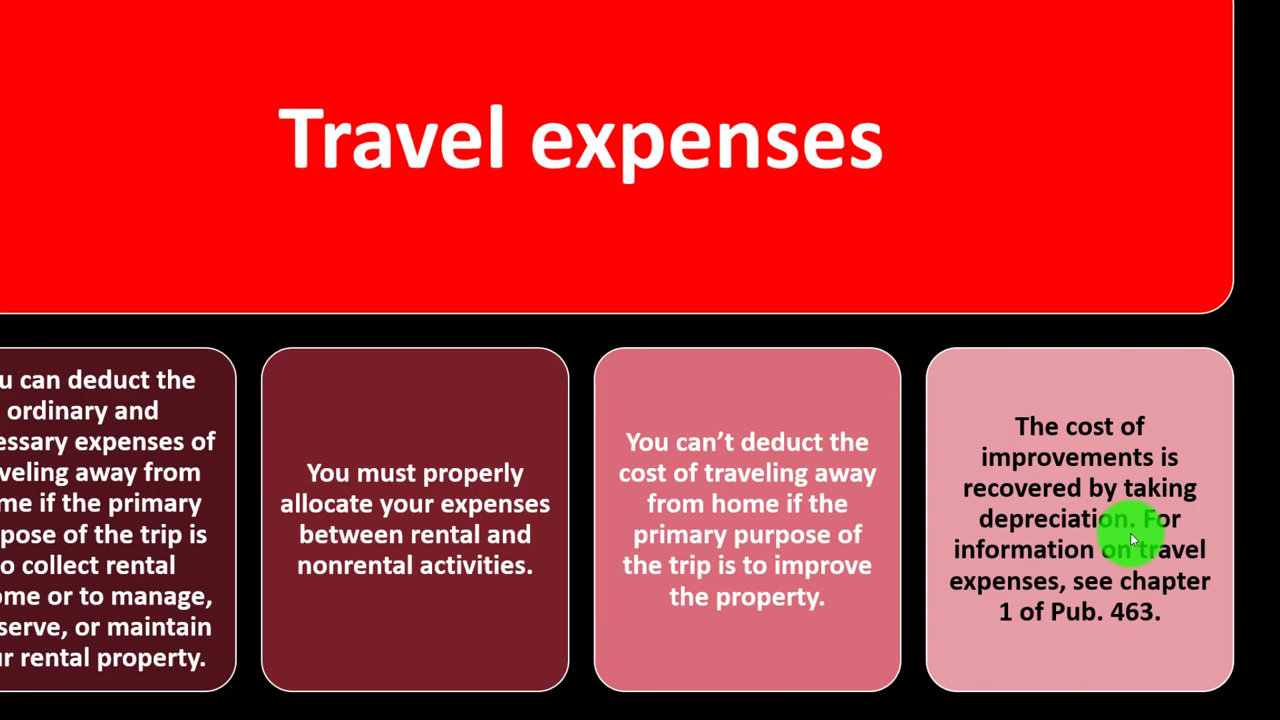 Travel expenses
u can deduct the
ordinary and
essary expenses of
veling away from
me if the primary
pose of the trip is
o collect rental
ome or to manage,
serve, or maintain
r rental property.
You must properly
allocate your expenses
between rental and
nonrental activities.
You can’t deduct the
cost of traveling away
from home if the
primary purpose of
the trip is to improve
the property.
The cost of
improvements is
recovered by taking
depreciation. For
information on travel
expenses, see chapter
1 of Pub. 463.